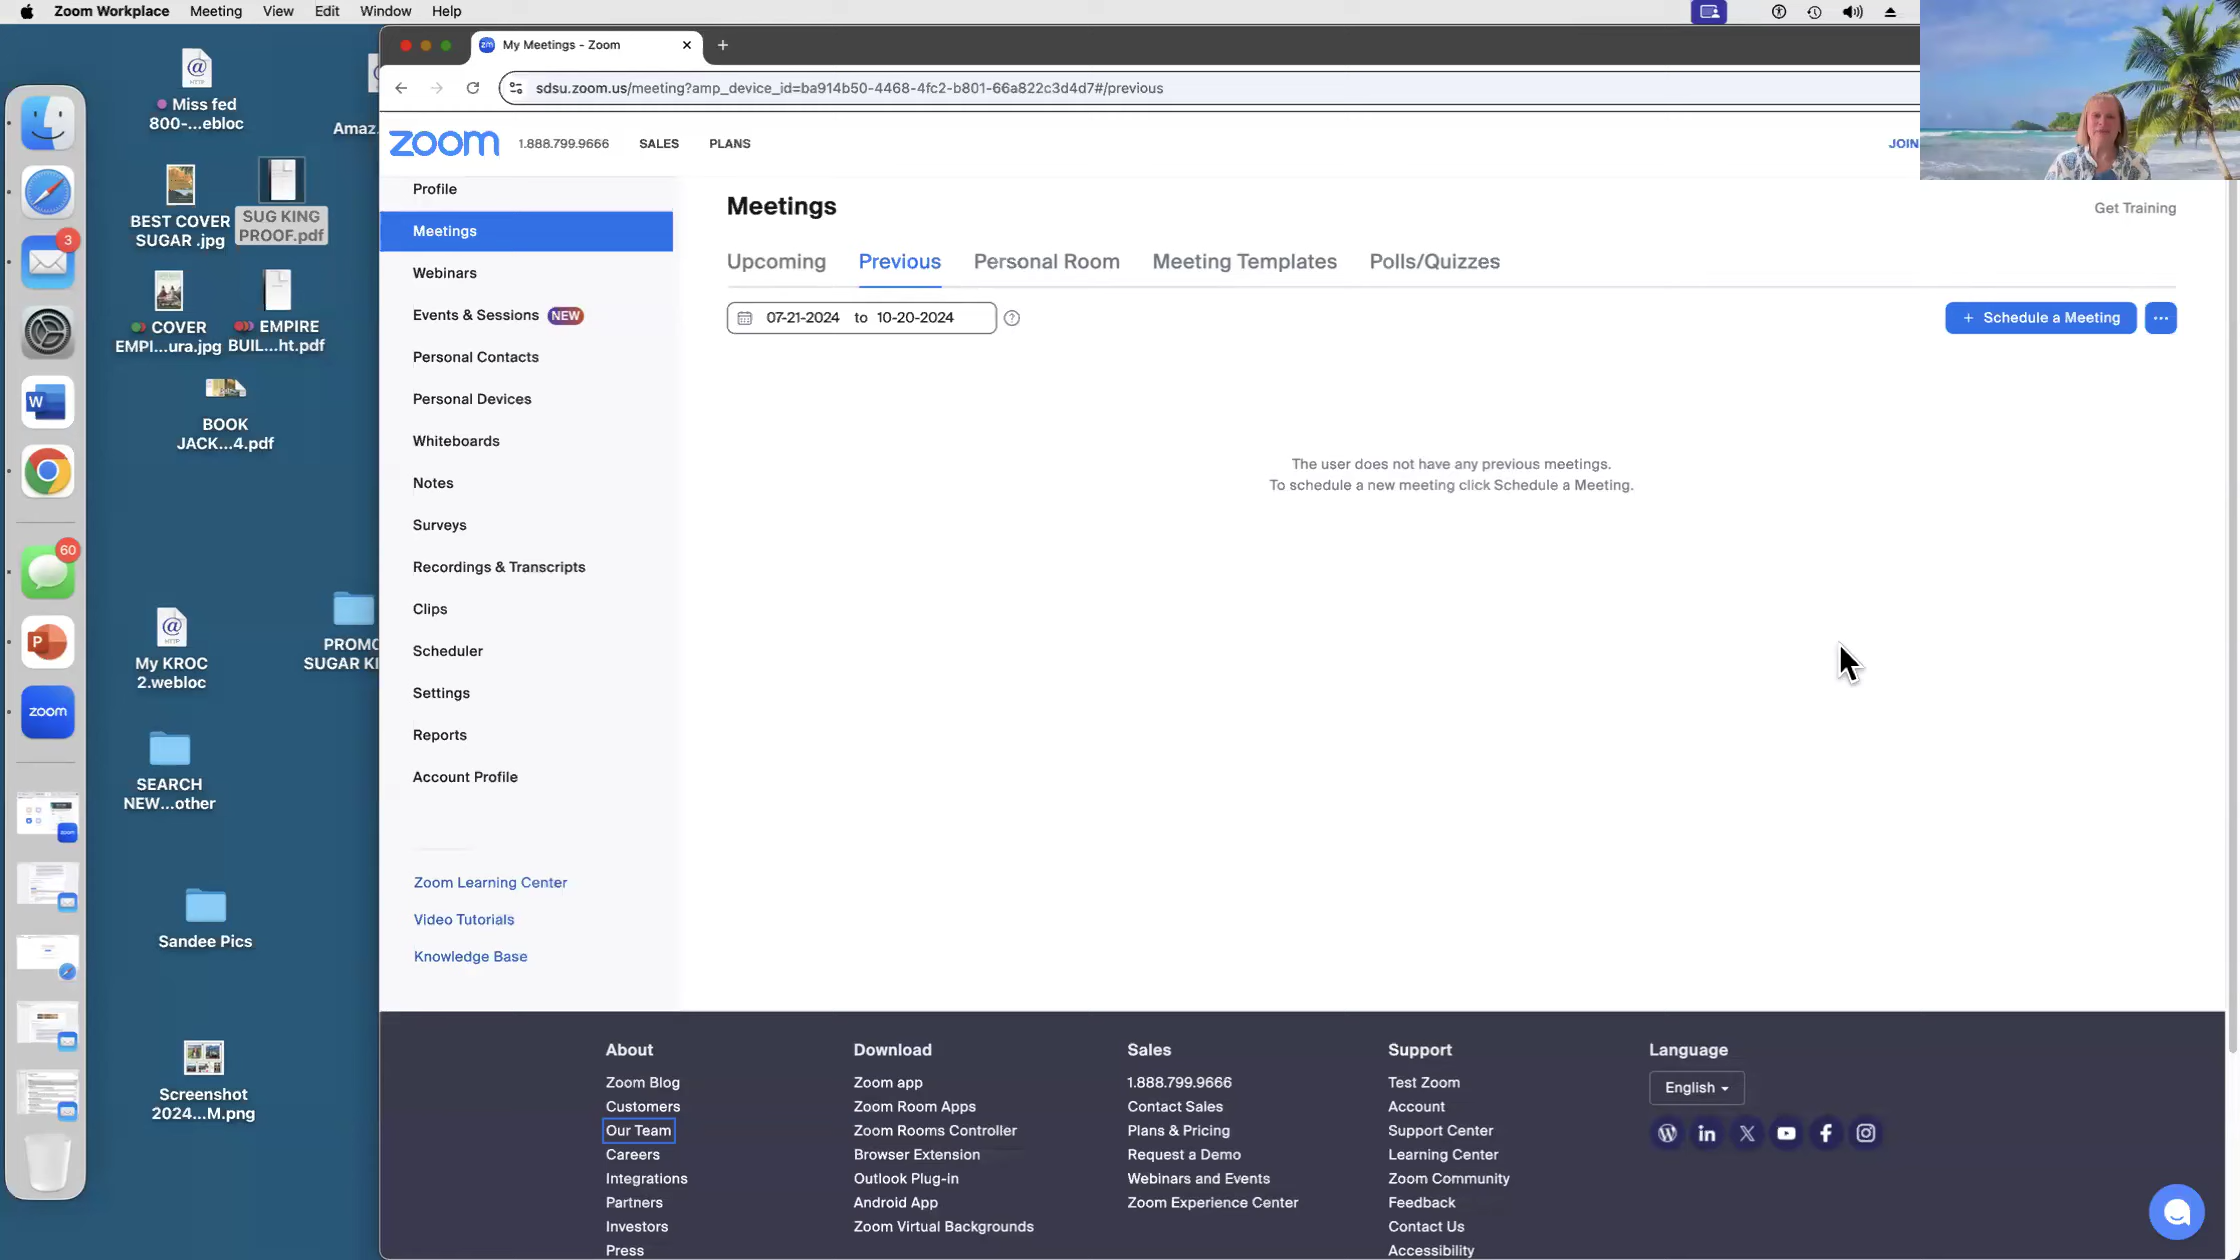 Zoom Workplace Meeting View Edit Window Help
@
HTTP
Miss fed
800-...ebloc
Amaz.
BEST COVER
SUGAR .jpg
SUG KING
PROOF.pdf
COVER
EMPI...ura.jpg
EMPIRE
BUIL...ht.pdf
BOOK
JACK...4.pdf
@
HTTP
My KROC
2.webloc
PROMO
SUGAR KI
SEARCH
NEW...other
Sandee Pics
Screenshot
2024...M.png
3
W
60
P
zoom
zm My Meetings - Zoom
sdsu.zoom.us/meeting?amp_device_id=ba914b50-4468-4fc2-b801-66a822c3d4d7#/previous
zoom 1.888.799.9666 SALES PLANS JOIN
Profile
Meetings
Webinars
Events & Sessions NEW
Personal Contacts
Personal Devices
Whiteboards
Notes
Surveys
Recordings & Transcripts
Clips
Scheduler
Settings
Reports
Account Profile
Zoom Learning Center
Video Tutorials
Knowledge Base
Meetings
Get Training
Upcoming Previous Personal Room Meeting Templates Polls/Quizzes
07-21-2024 to 10-20-2024 ?
+ Schedule a Meeting ...
The user does not have any previous meetings.
To schedule a new meeting click Schedule a Meeting.
About
Zoom Blog
Customers
Our Team
Careers
Integrations
Partners
Investors
Press
Download
Zoom app
Zoom Room Apps
Zoom Rooms Controller
Browser Extension
Outlook Plug-in
Android App
Zoom Virtual Backgrounds
Sales
1.888.799.9666
Contact Sales
Plans & Pricing
Request a Demo
Webinars and Events
Zoom Experience Center
Support
Test Zoom
Account
Support Center
Learning Center
Zoom Community
Feedback
Contact Us
Accessibility
Language
English